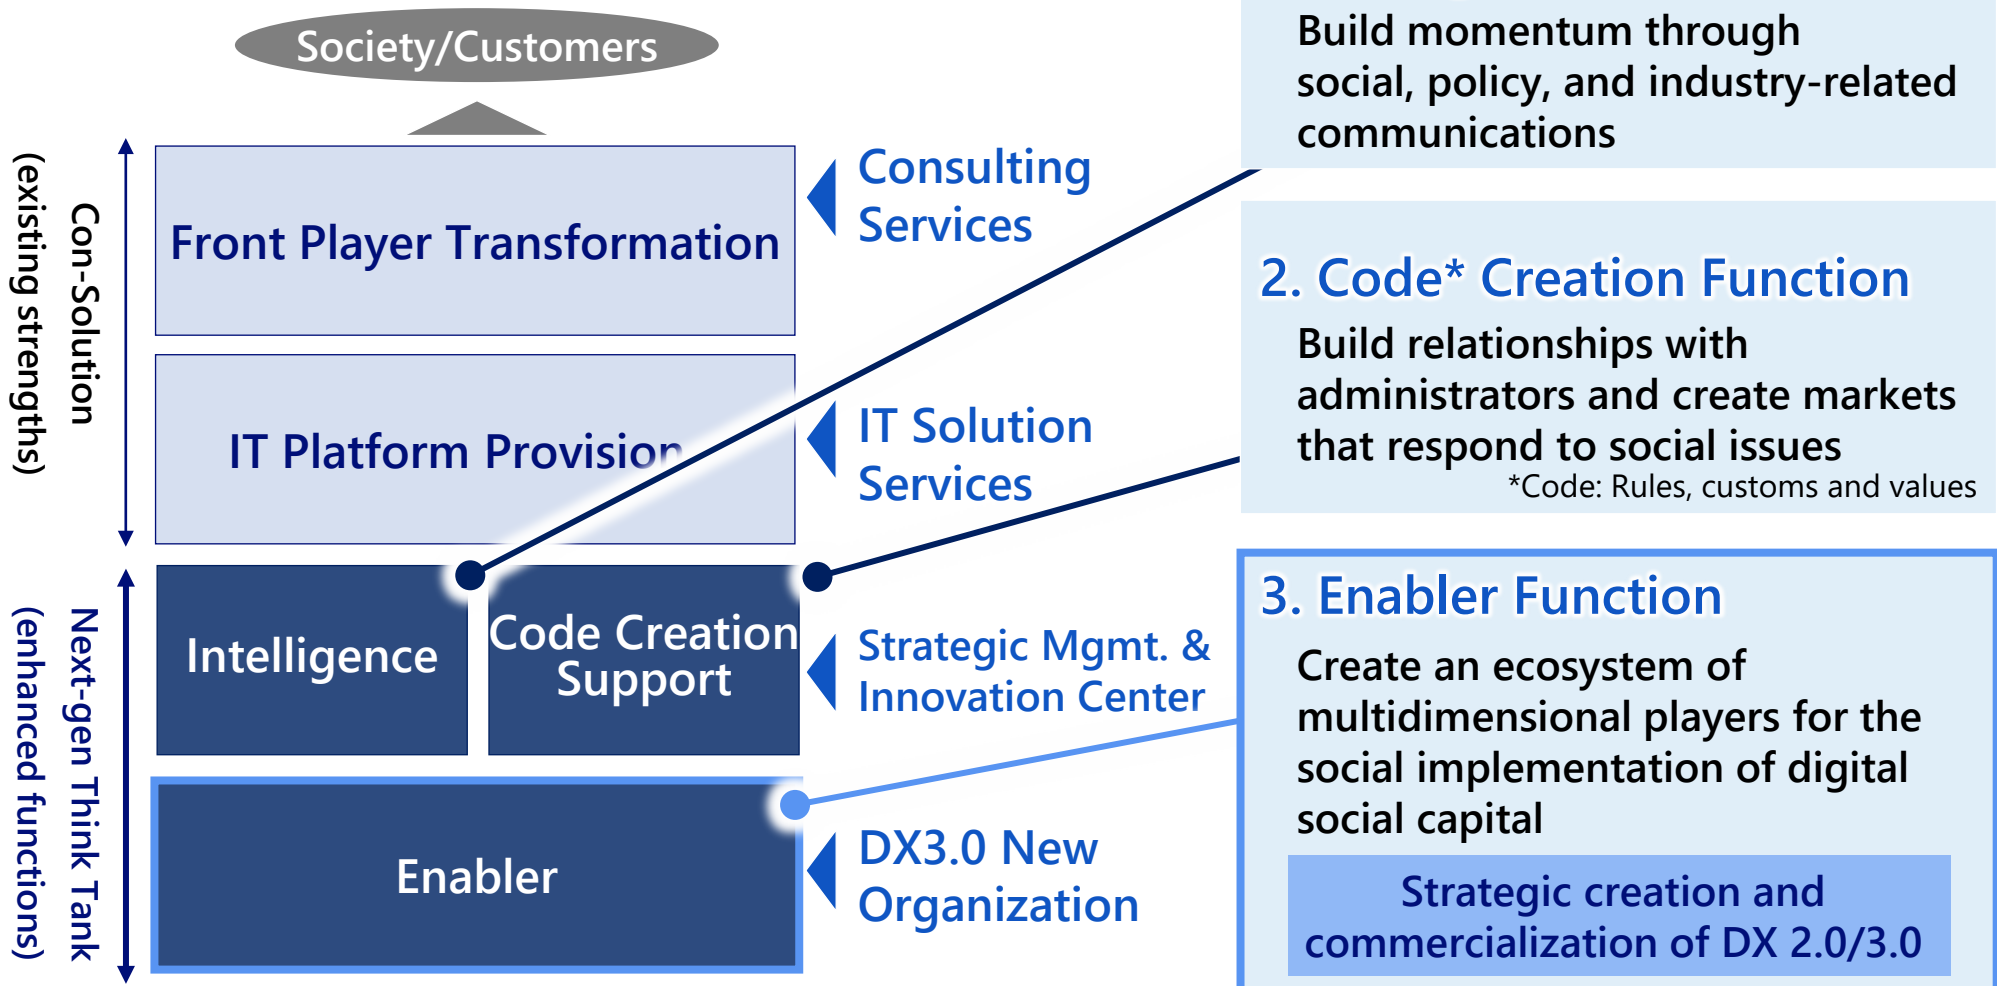 Society/Customers
Con-Solution
(existing strengths)
Front Player Transformation
Consulting
Services
IT Platform Provision
IT Solution
Services
Next-gen Think Tank
(enhanced functions)
Intelligence
Code Creation
Support
Strategic Mgmt. &
Innovation Center
Enabler
DX3.0 New
Organization
Build momentum through
social, policy, and industry-related
communications
2. Code* Creation Function
Build relationships with
administrators and create markets
that respond to social issues
*Code: Rules, customs and values
3. Enabler Function
Create an ecosystem of
multidimensional players for the
social implementation of digital
social capital
Strategic creation and
commercialization of DX 2.0/3.0